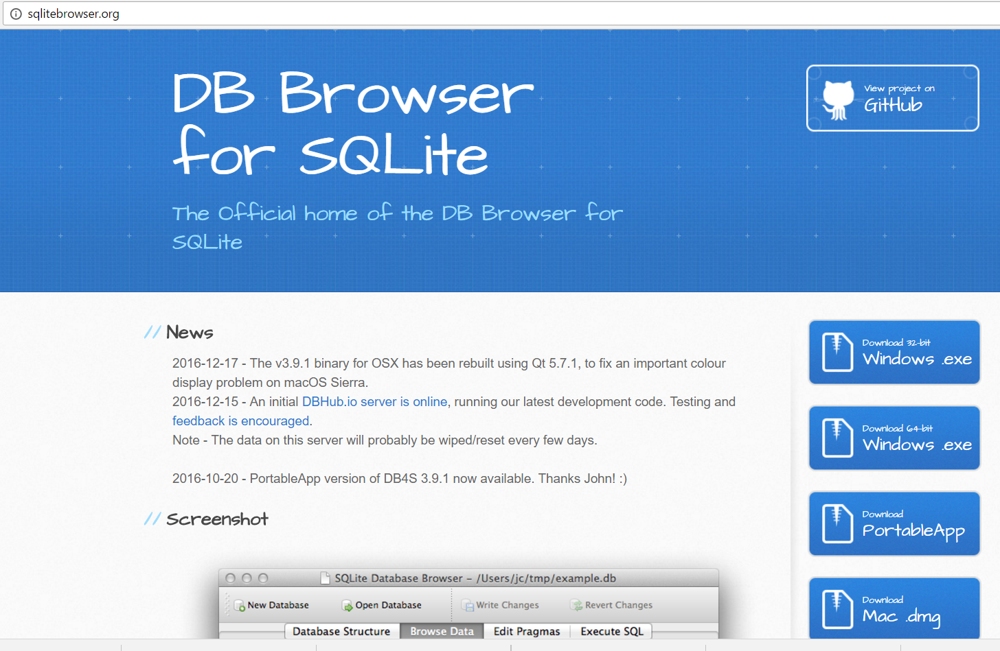 sqlitebrowser.org
DB Browser
for SQLite
The Official home of the DB Browser for
SQLite
View project on
GitHub
// News
2016-12-17 - The v3.9.1 binary for OSX has been rebuilt using Qt 5.7.1, to fix an important colour
display problem on macOS Sierra.
2016-12-15 - An initial DBHub.io server is online, running our latest development code. Testing and
feedback is encouraged.
Note - The data on this server will probably be wiped/reset every few days.
2016-10-20 - PortableApp version of DB4S 3.9.1 now available. Thanks John! :)
// Screenshot
SQLite Database Browser - /Users/jc/tmp/example.db
New Database Open Database Write Changes Revert Changes
Database Structure Browse Data Edit Pragmas Execute SQL
Download 32-bit
Windows .exe
Download 64-bit
Windows .exe
Download
PortableApp
Download
Mac .dmg